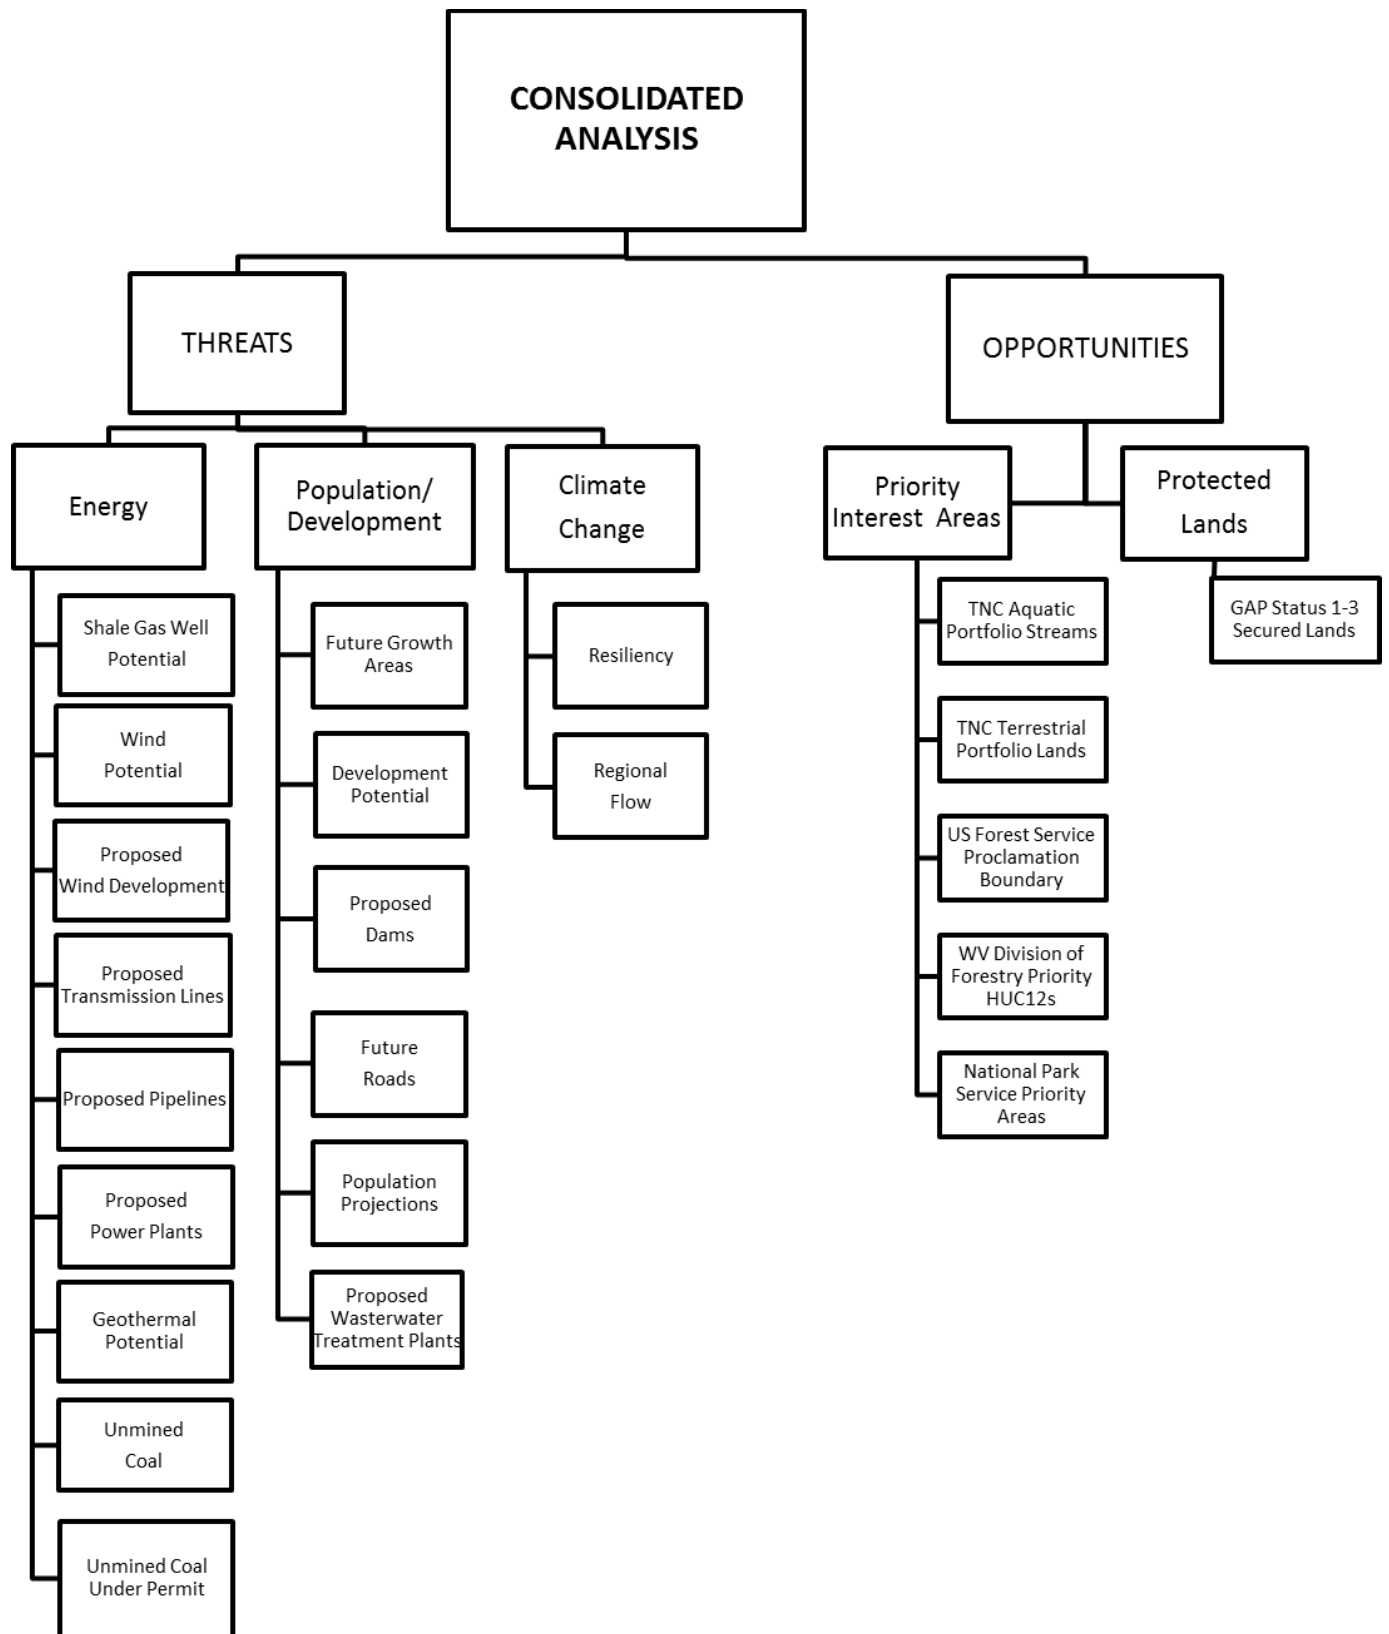 CONSOLIDATED
ANALYSIS
THREATS
OPPORTUNITIES
Energy
Population/
Development
Climate
Change
Priority
Interest Areas
Protected
Lands
Shale Gas Well
Potential
Wind
Potential
Proposed
Wind Development
Proposed
Transmission Lines
Proposed Pipelines
Proposed
Power Plants
Geothermal
Potential
Unmined
Coal
Unmined Coal
Under Permit
Future Growth
Areas
Development
Potential
Proposed
Dams
Future
Roads
Population
Projections
Proposed
Wasterwater
Treatment Plants
Resiliency
Regional
Flow
TNC Aquatic
Portfolio Streams
TNC Terrestrial
Portfolio Lands
US Forest Service
Proclamation
Boundary
WV Division of
Forestry Priority
HUC12s
National Park
Service Priority
Areas
GAP Status 1-3
Secured Lands